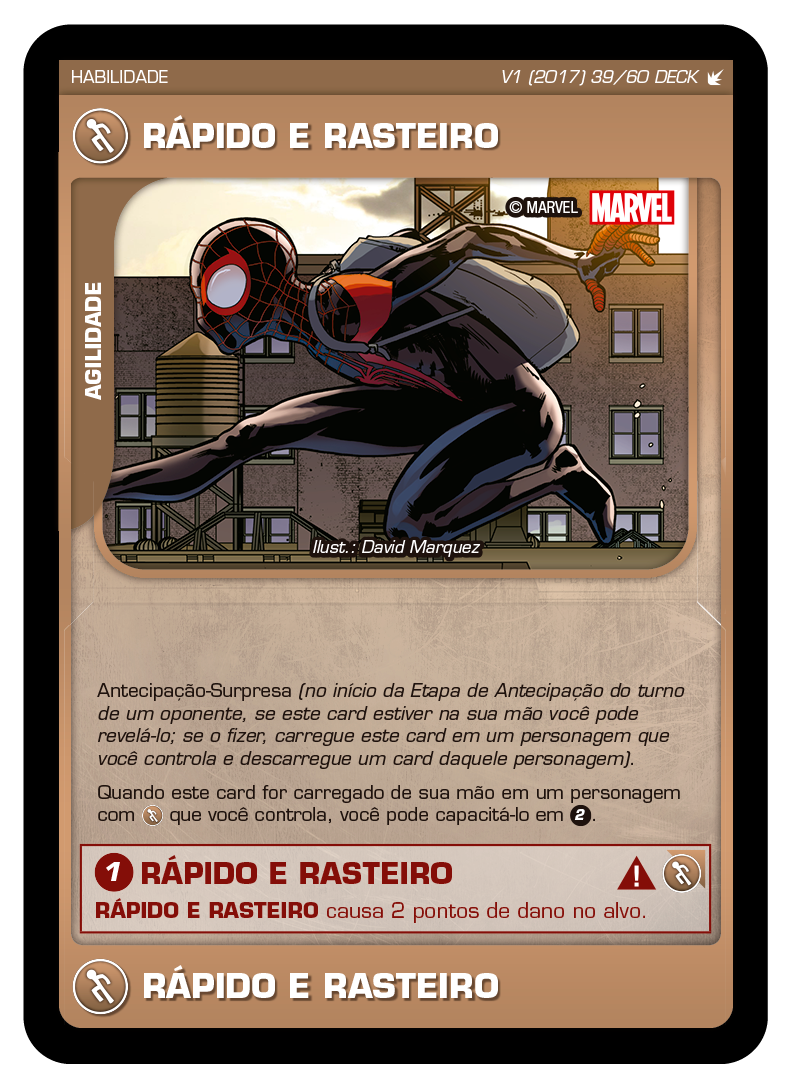 HABILIDADE
V1 (2017) 39/60 DECK
RÁPIDO E RASTEIRO
© MARVEL
MARVEL
AGILIDADE
Ilust.: David Marquez
Antecipação-Surpresa (no início da Etapa de Antecipação do turno
de um oponente, se este card estiver na sua mão você pode
revelá-lo; se o fizer, carregue este card em um personagem que
você controla e descarregue um card daquele personagem).
Quando este card for carregado de sua mão em um personagem
com que você controla, você pode capacitá-lo em 2.
1 RÁPIDO E RASTEIRO !
RÁPIDO E RASTEIRO causa 2 pontos de dano no alvo.
RÁPIDO E RASTEIRO